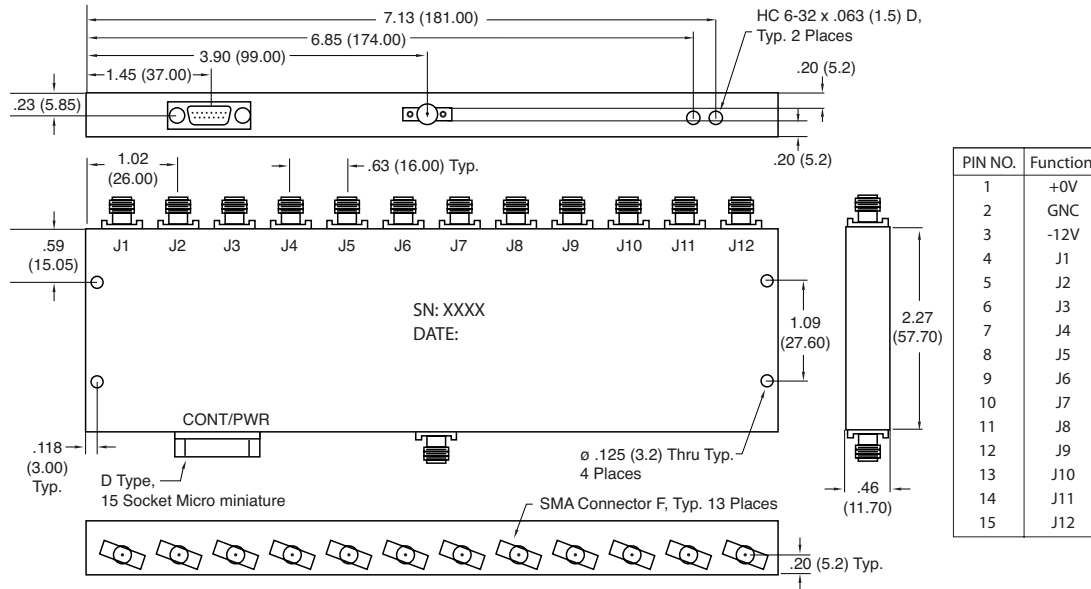 7.13 (181.00)
HC 6-32 x .063 (1.5) D,
Typ. 2 Places
6.85 (174.00)
3.90 (99.00)
1.45 (37.00)
.20 (5.2)
.23 (5.85)
.20 (5.2)
1.02
(26.00)
.63 (16.00) Typ.
J1 J2 J3 J4 J5 J6 J7 J8 J9 J10 J11 J12
.59
(15.05)
SN: XXXX
DATE:
1.09
(27.60)
2.27
(57.70)
CONT/PWR
.118
(3.00)
Typ.
D Type,
15 Socket Micro miniature
ø .125 (3.2) Thru Typ.
4 Places
.46
(11.70)
SMA Connector F, Typ. 13 Places
.20 (5.2) Typ.
PIN NO. Function
1 +0V
2 GNC
3 -12V
4 J1
5 J2
6 J3
7 J4
8 J5
9 J6
10 J7
11 J8
12 J9
13 J10
14 J11
15 J12